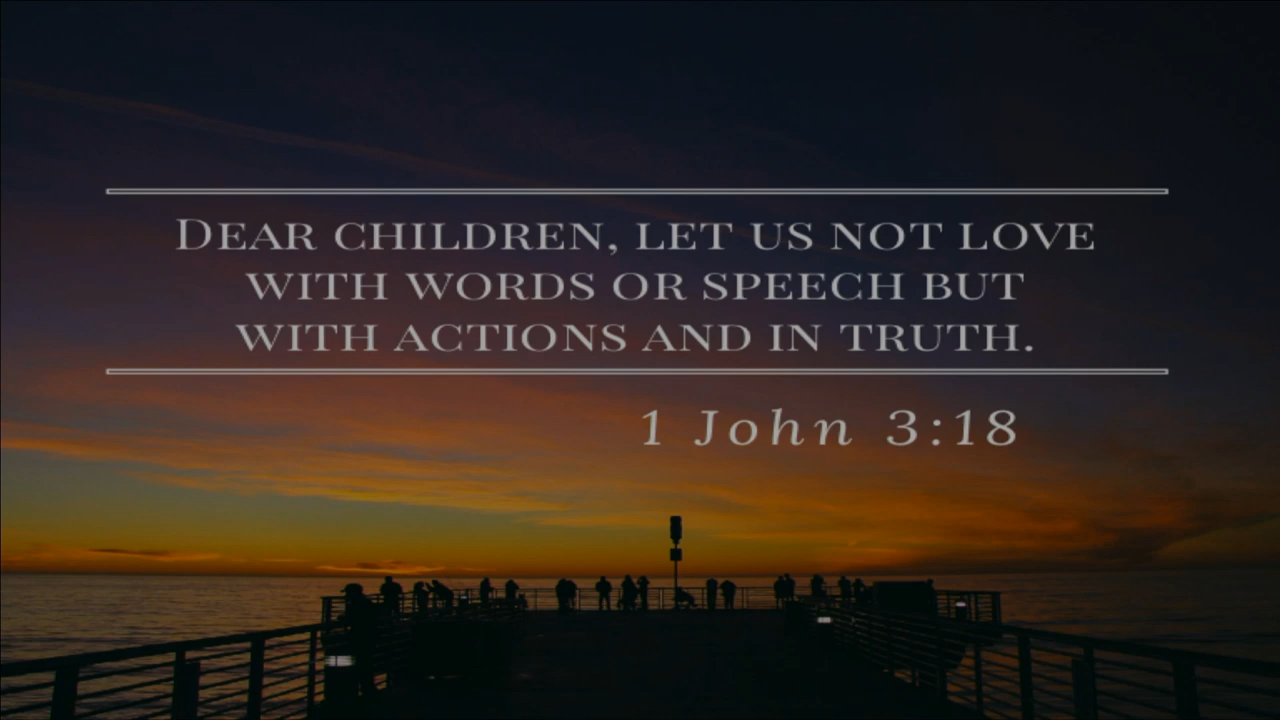 Dear children, let us not love
with words or speech but
with actions and in truth.
1 John 3:18